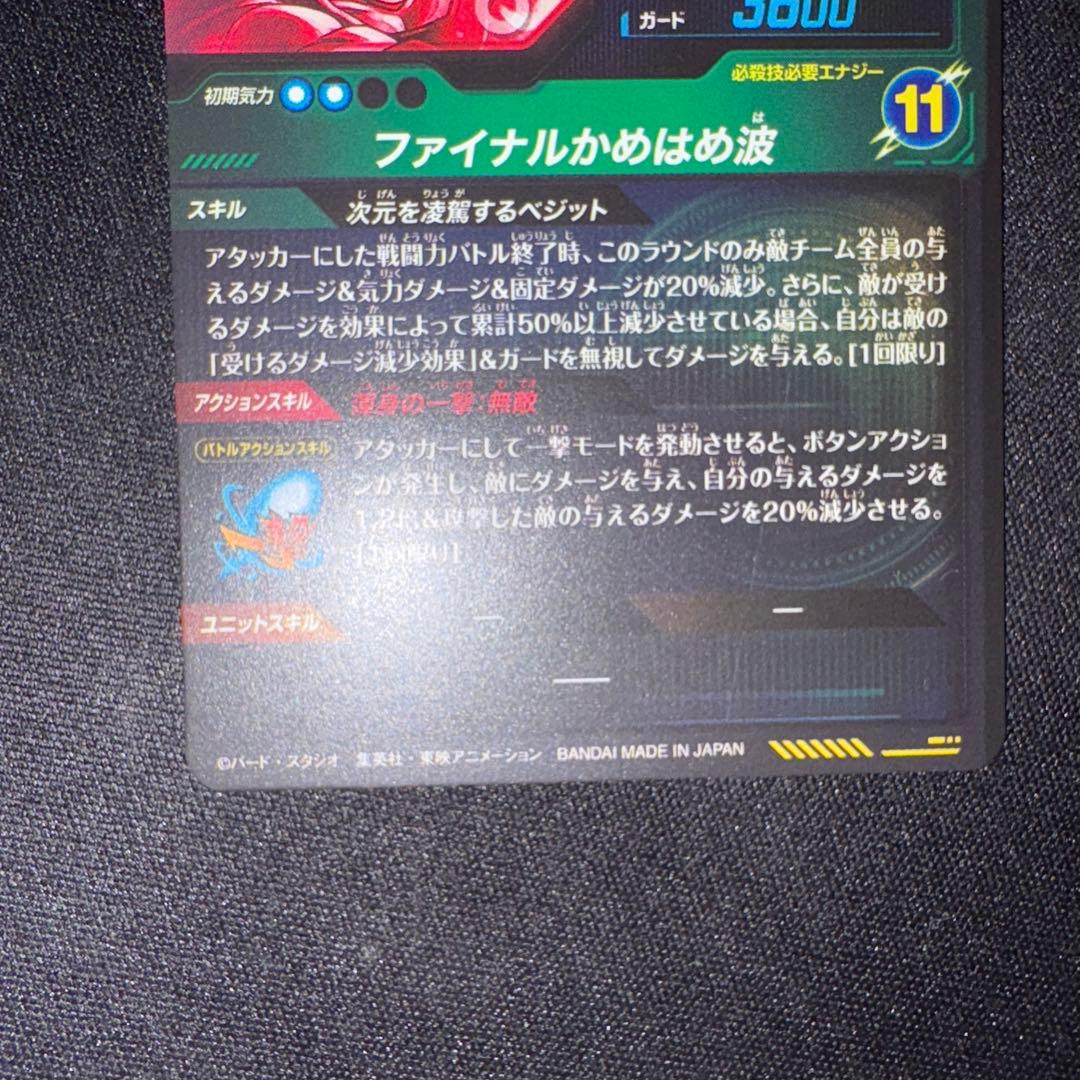 ガード 3800
必殺技必要エナジー
初期気力
11
ファイナルかめはめ波
スキル 次元を凌駕するベジット
アタッカーにした戦闘力バトル終了時、このラウンドのみ敵チーム全員の与
えるダメージ&気力ダメージ&固定ダメージが20%減少。さらに、敵が受け
るダメージを効果によって累計50%以上減少させている場合、自分は敵の
「受けるダメージ減少効果」&ガードを無視してダメージを与える。[1回限り]
アクションスキル 渾身の一撃:無敵
バトルアクションスキル
アタッカーにして一撃モードを発動させると、ボタンアクショ
ンが発生し、敵にダメージを与え、自分の与えるダメージを
1.2倍&攻撃した敵の与えるダメージを20%減少させる。
[1回限り]
一撃
ユニットスキル — —
—
©バード・スタジオ 集英社・東映アニメーション BANDAI MADE IN JAPAN